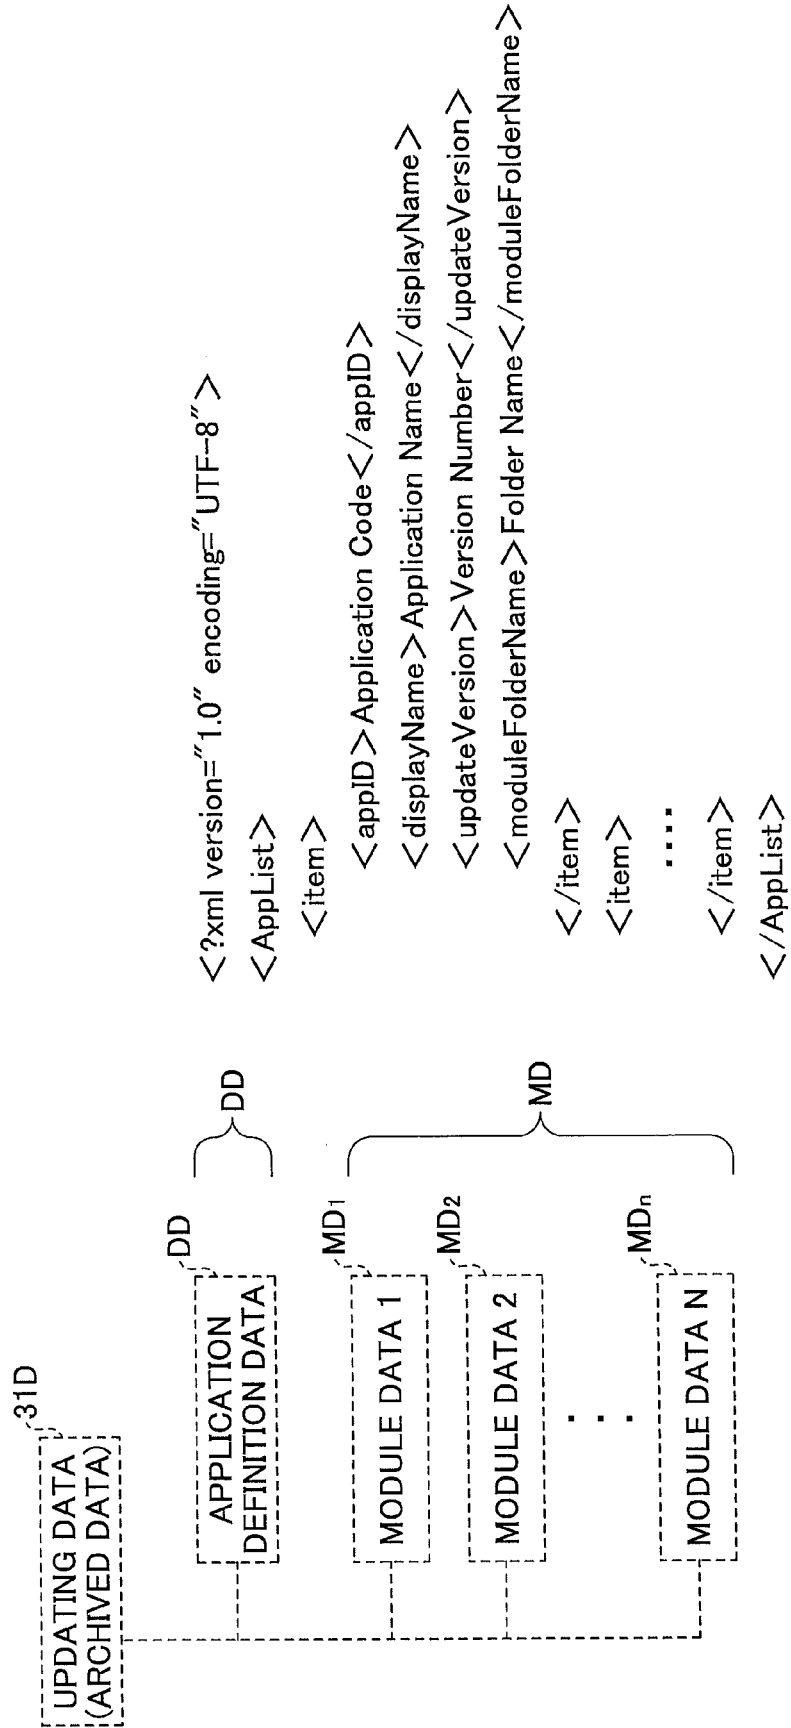 31D
UPDATING DATA
(ARCHIVED DATA)
DD
APPLICATION
DEFINITION DATA
DD
MD1
MODULE DATA 1
MD2
MODULE DATA 2
. . .
MDn
MODULE DATA N
MD
<?xml version="1.0" encoding="UTF-8">
<AppList>
<item>
<appID>Application Code</appID>
<displayName>Application Name</displayName>
<updateVersion>Version Number</updateVersion>
<moduleFolderName>Folder Name</moduleFolderName>
</item>
<item>
....
</item>
</AppList>